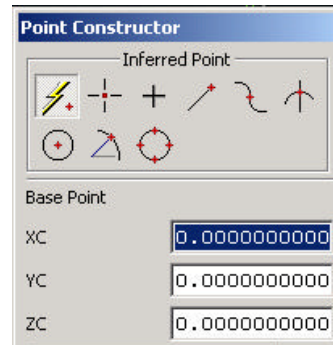 Point Constructor
Inferred Point
Base Point
XC 0.0000000000
YC 0.0000000000
ZC 0.0000000000